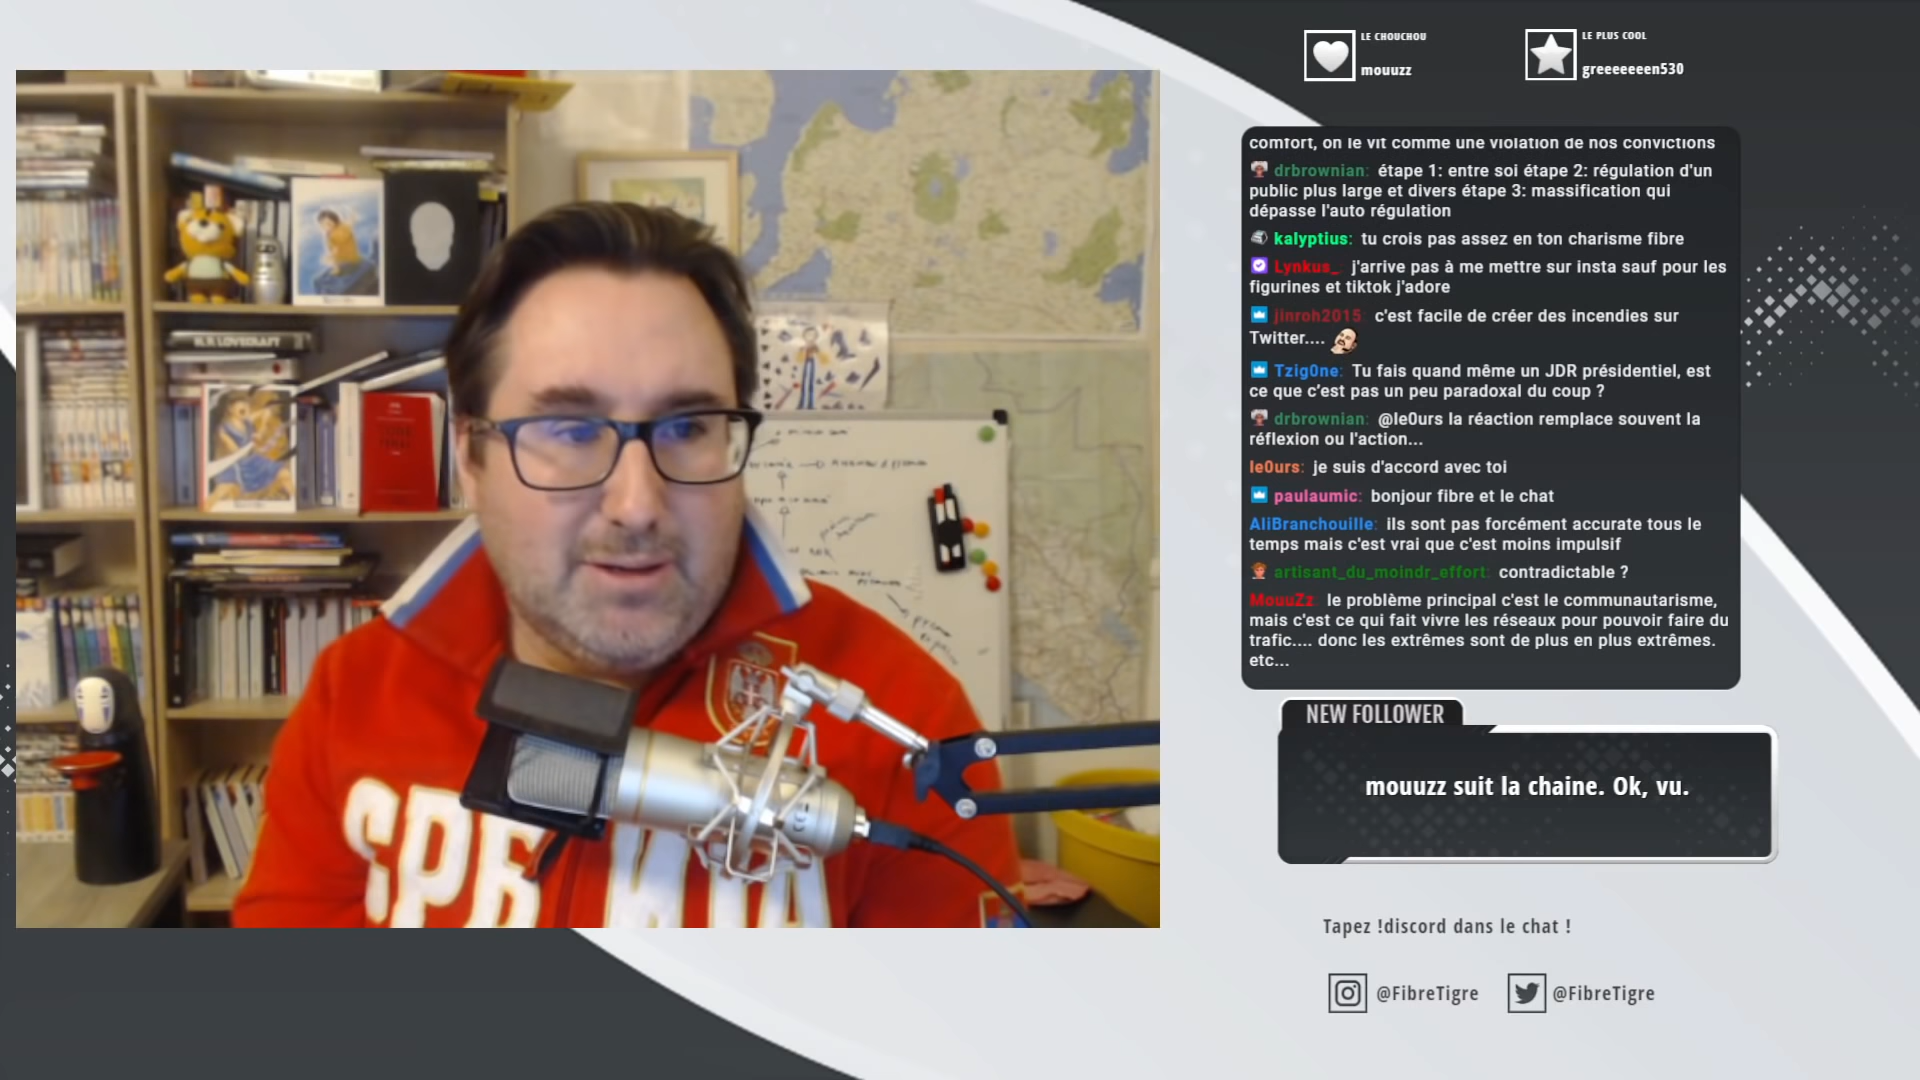 LE CHOUCHOU
mouuzz
LE PLUS COOL
greeeeeeen530
comfort, on le vit comme une violation de nos convictions
drbrownian: étape 1: entre soi étape 2: régulation d'un
public plus large et divers étape 3: massification qui
dépasse l'auto régulation
kalyptius: tu crois pas assez en ton charisme fibre
Lynkus_: j'arrive pas à me mettre sur insta sauf pour les
figurines et tiktok j'adore
jinroh2015: c'est facile de créer des incendies sur
Twitter....
Tzig0ne: Tu fais quand même un JDR présidentiel, est
ce que c'est pas un peu paradoxal du coup ?
drbrownian: @le0urs la réaction remplace souvent la
réflexion ou l'action...
le0urs: je suis d'accord avec toi
paulaumic: bonjour fibre et le chat
AliBranchouille: ils sont pas forcément accurate tous le
temps mais c'est vrai que c'est moins impulsif
artisant_du_moindr_effort: contradictable ?
MouuZz: le problème principal c'est le communautarisme,
mais c'est ce qui fait vivre les réseaux pour pouvoir faire du
trafic.... donc les extrêmes sont de plus en plus extrêmes.
etc...
NEW FOLLOWER
mouuzz suit la chaine. Ok, vu.
Tapez !discord dans le chat !
@FibreTigre
@FibreTigre
H.P. LOVECRAFT